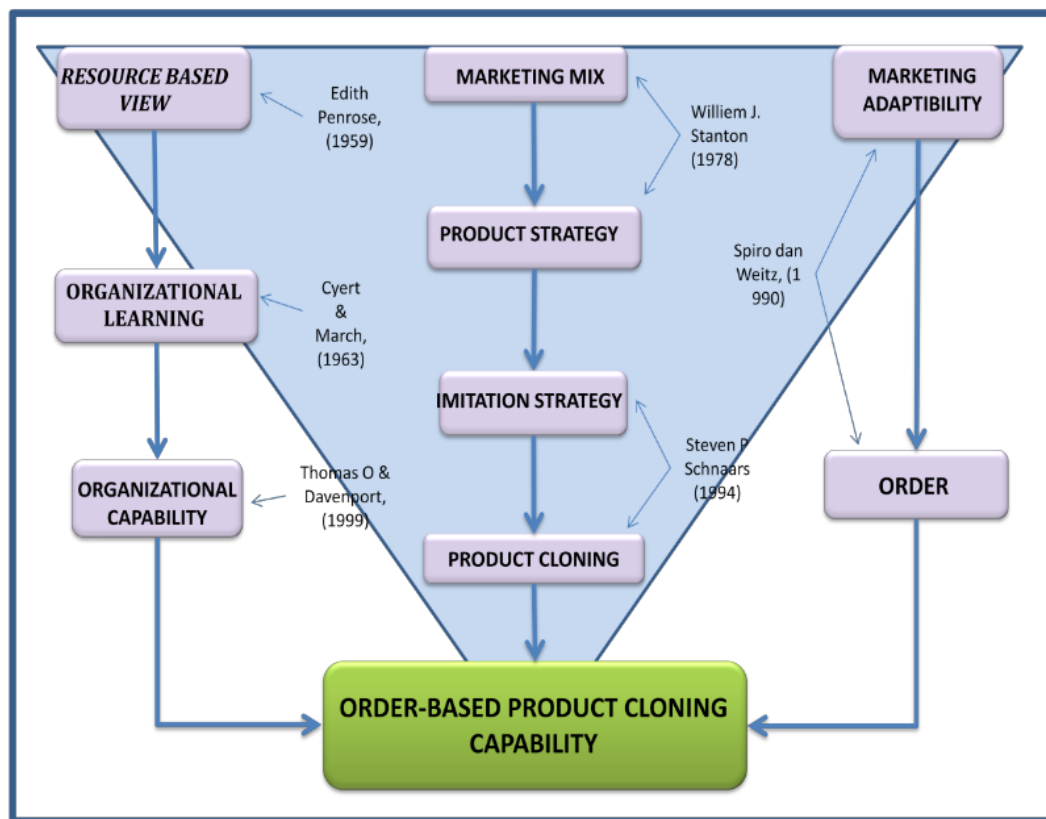 RESOURCE BASED
VIEW
Edith
Penrose,
(1959)
MARKETING MIX
Williem J.
Stanton
(1978)
MARKETING
ADAPTIBILITY
PRODUCT STRATEGY
Spiro dan
Weitz, (1
990)
ORGANIZATIONAL
LEARNING
Cyert
&
March,
(1963)
IMITATION STRATEGY
Steven P
Schnaars
(1994)
ORGANIZATIONAL
CAPABILITY
Thomas O &
Davenport,
(1999)
ORDER
PRODUCT CLONING
ORDER-BASED PRODUCT CLONING
CAPABILITY